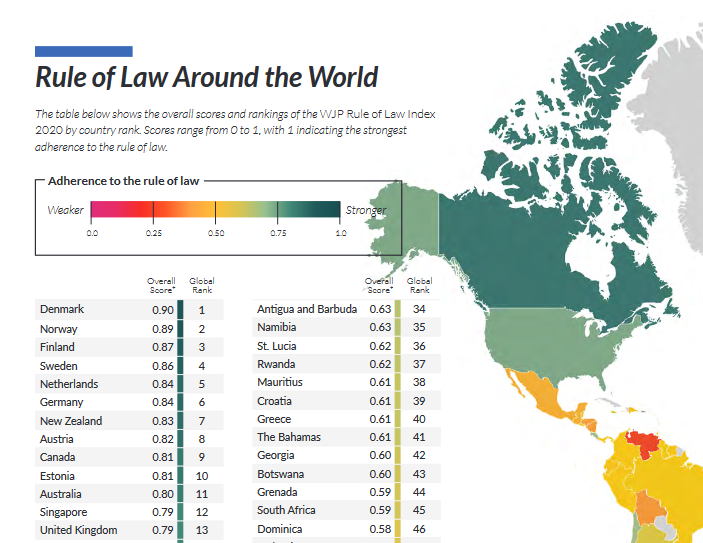 Rule of Law Around the World
The table below shows the overall scores and rankings of the WJP Rule of Law Index
2020 by country rank. Scores range from 0 to 1, with 1 indicating the strongest
adherence to the rule of law.
Adherence to the rule of law
Weaker Stronger
0.0 0.25 0.50 0.75 1.0
Overall Score* Global Rank
Denmark 0.90 1
Norway 0.89 2
Finland 0.87 3
Sweden 0.86 4
Netherlands 0.84 5
Germany 0.84 6
New Zealand 0.83 7
Austria 0.82 8
Canada 0.81 9
Estonia 0.81 10
Australia 0.80 11
Singapore 0.79 12
United Kingdom 0.79 13
Overall Score* Global Rank
Antigua and Barbuda 0.63 34
Namibia 0.63 35
St. Lucia 0.62 36
Rwanda 0.62 37
Mauritius 0.61 38
Croatia 0.61 39
Greece 0.61 40
The Bahamas 0.61 41
Georgia 0.60 42
Botswana 0.60 43
Grenada 0.59 44
South Africa 0.59 45
Dominica 0.58 46